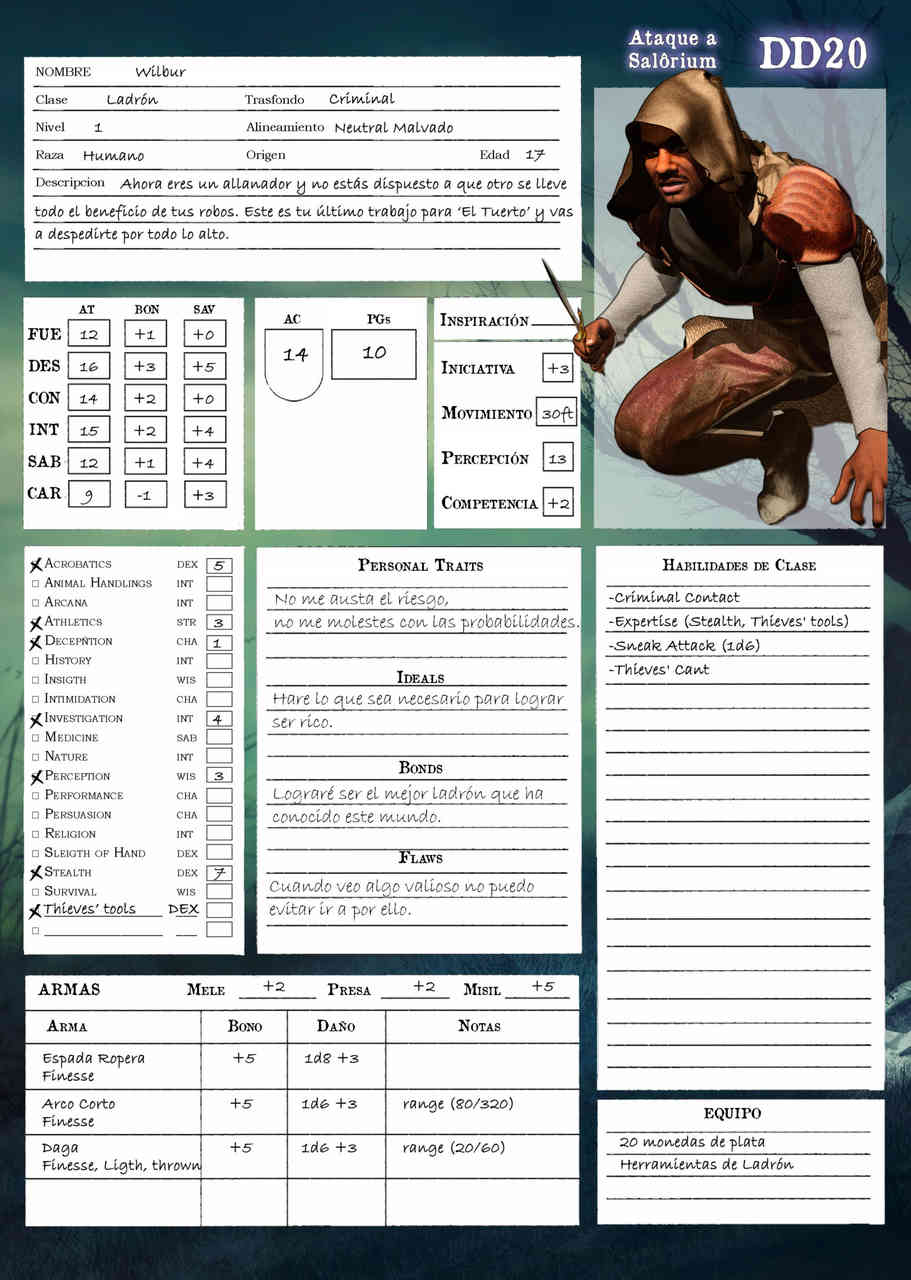 Ataque a
Salôrium
DD20
NOMBRE Wilbur
Clase Ladrón Trasfondo Criminal
Nivel 1 Alineamiento Neutral Malvado
Raza Humano Origen Edad 17
Descripcion Ahora eres un allanador y no estás dispuesto a que otro se lleve
todo el beneficio de tus robos. Este es tu último trabajo para 'El Tuerto' y vas
a despedirte por todo lo alto.
AT BON SAV
FUE 12 +1 +0
DES 16 +3 +5
CON 14 +2 +0
INT 15 +2 +4
SAB 12 +1 +4
CAR 9 -1 +3
AC PGs
14 10
INSPIRACIÓN
INICIATIVA +3
MOVIMIENTO 30ft
PERCEPCIÓN 13
COMPETENCIA +2
ACROBATICS DEX 5
ANIMAL HANDLINGS INT
ARCANA INT
ATHLETICS STR 3
DECEPÑTION CHA 1
HISTORY INT
INSIGTH WIS
INTIMIDATION CHA
INVESTIGATION INT 4
MEDICINE SAB
NATURE INT
PERCEPTION WIS 3
PERFORMANCE CHA
PERSUASION CHA
RELIGION INT
SLEIGTH OF HAND DEX
STEALTH DEX 7
SURVIVAL WIS
Thieves' tools DEX
PERSONAL TRAITS
No me austa el riesgo,
no me molestes con las probabilidades.
IDEALS
Hare lo que sea necesario para lograr
ser rico.
BONDS
Lograré ser el mejor ladrón que ha
conocido este mundo.
FLAWS
Cuando veo algo valioso no puedo
evitar ir a por ello.
HABILIDADES DE CLASE
-Criminal Contact
-Expertise (Stealth, Thieves' tools)
-Sneak Attack (1d6)
-Thieves' Cant
ARMAS MELE +2 PRESA +2 MISIL +5
ARMA BONO DAÑO NOTAS
Espada Ropera +5 1d8 +3
Finesse
Arco Corto +5 1d6 +3 range (80/320)
Finesse
Daga +5 1d6 +3 range (20/60)
Finesse, Ligth, thrown
EQUIPO
20 monedas de plata
Herramientas de Ladrón